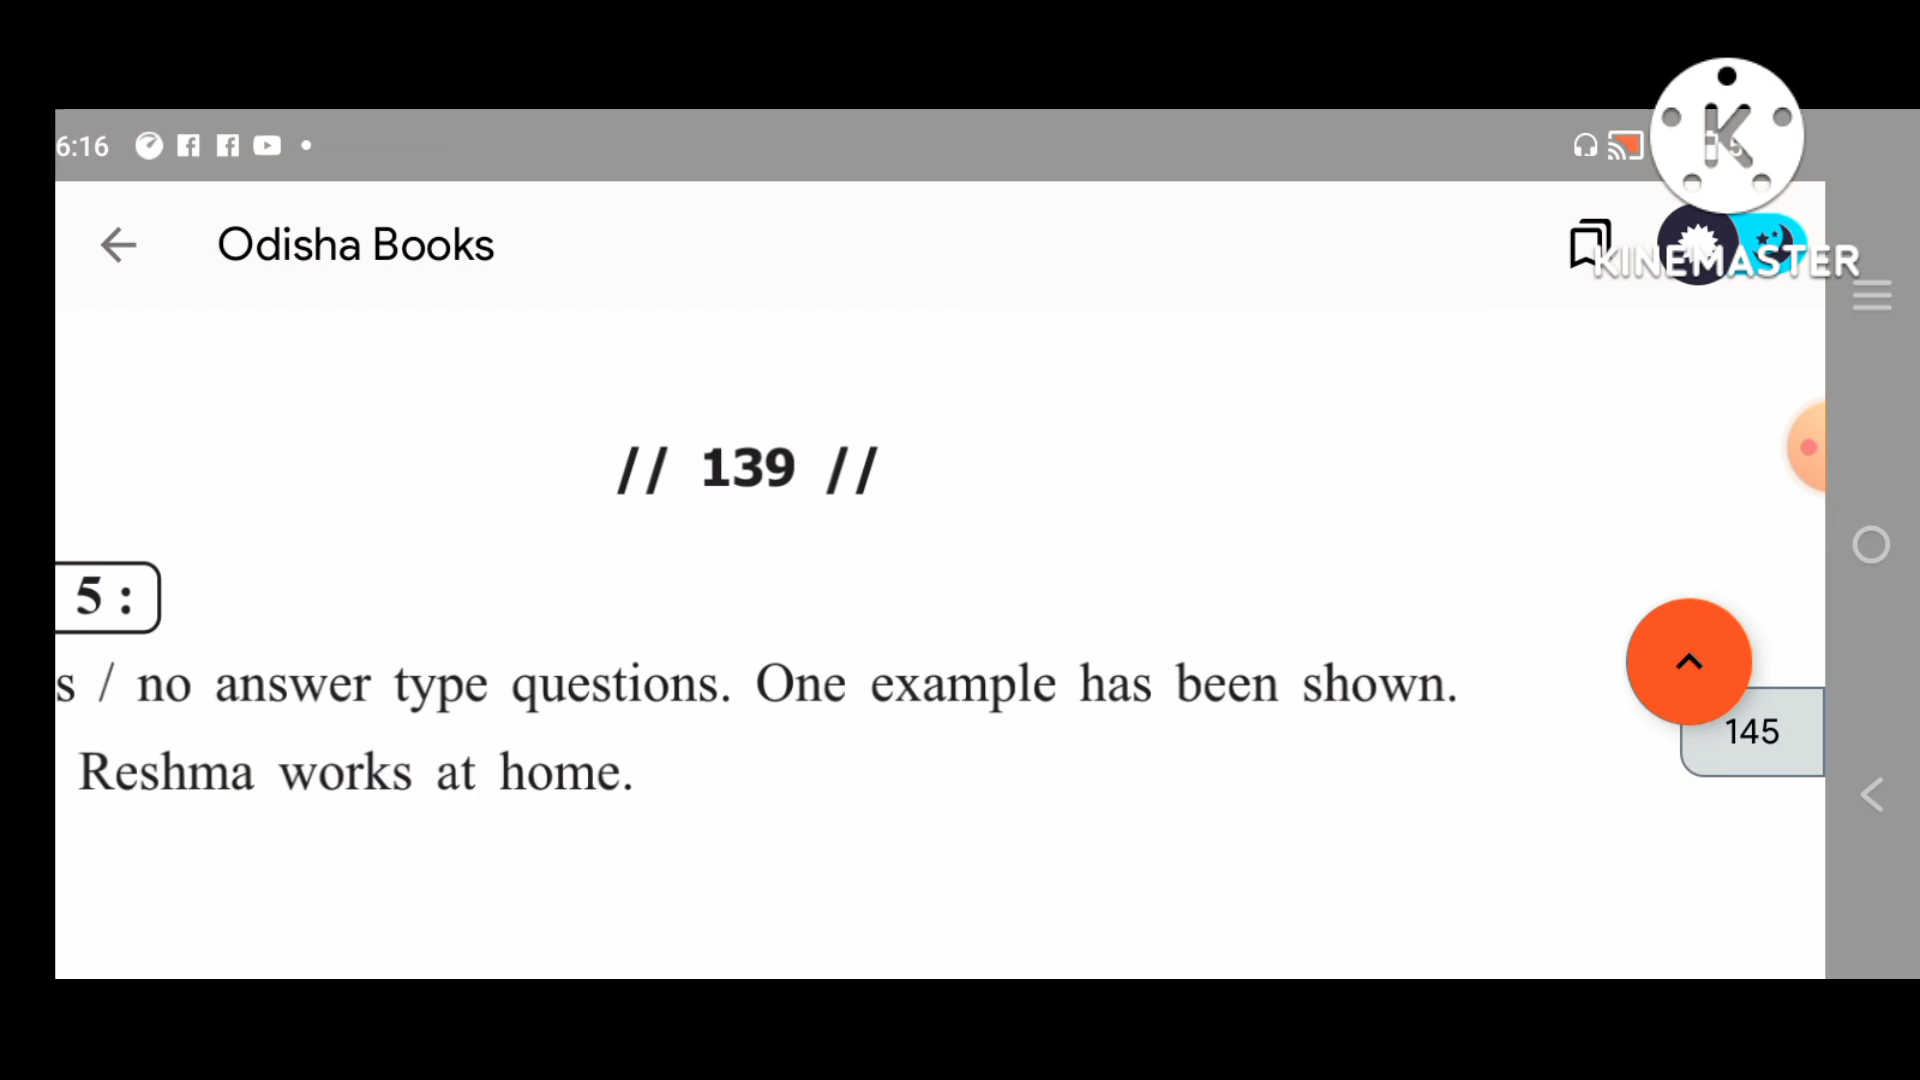 6:16
Odisha Books
KINEMASTER
// 139 //
5 :
s / no answer type questions. One example has been shown.
145
Reshma works at home.